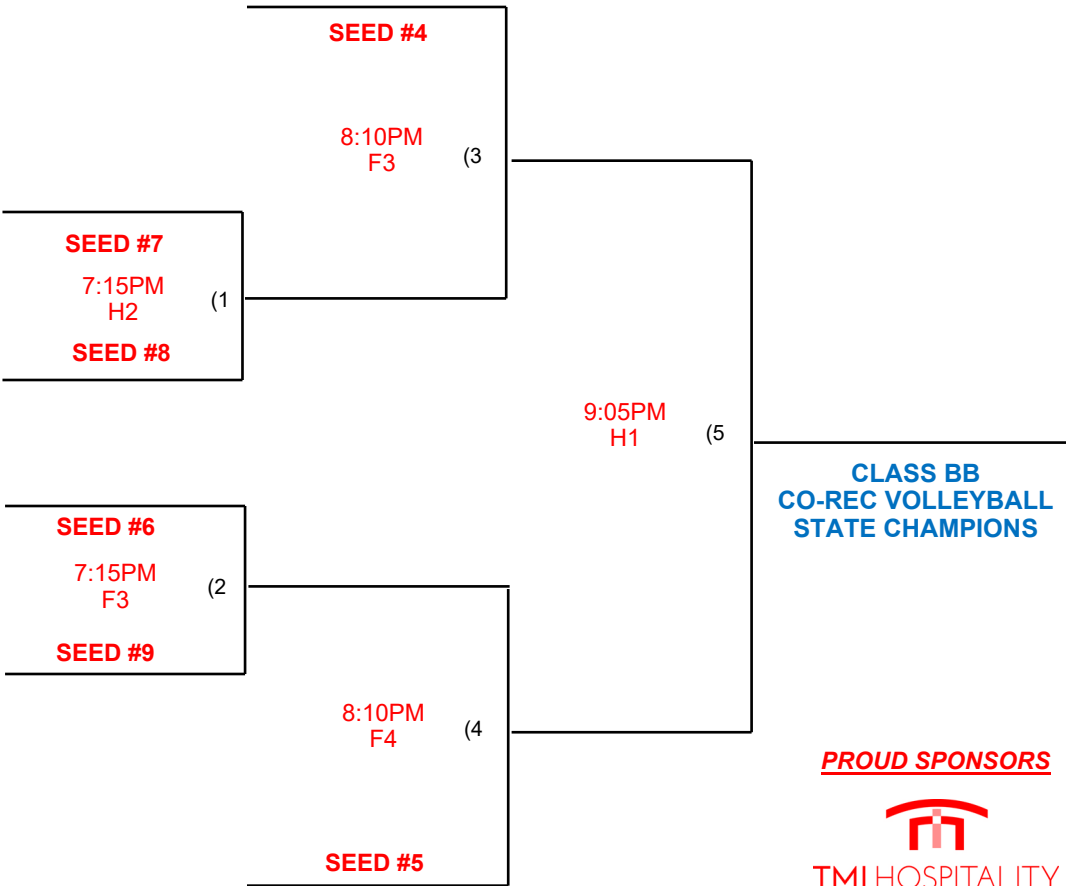 SEED #4
8:10PM
F3
(3
SEED #7
7:15PM
H2
(1
SEED #8
9:05PM
H1
(5
CLASS BB
CO-REC VOLLEYBALL
STATE CHAMPIONS
SEED #6
7:15PM
F3
(2
SEED #9
8:10PM
F4
(4
SEED #5
PROUD SPONSORS
TMI HOSPITALITY